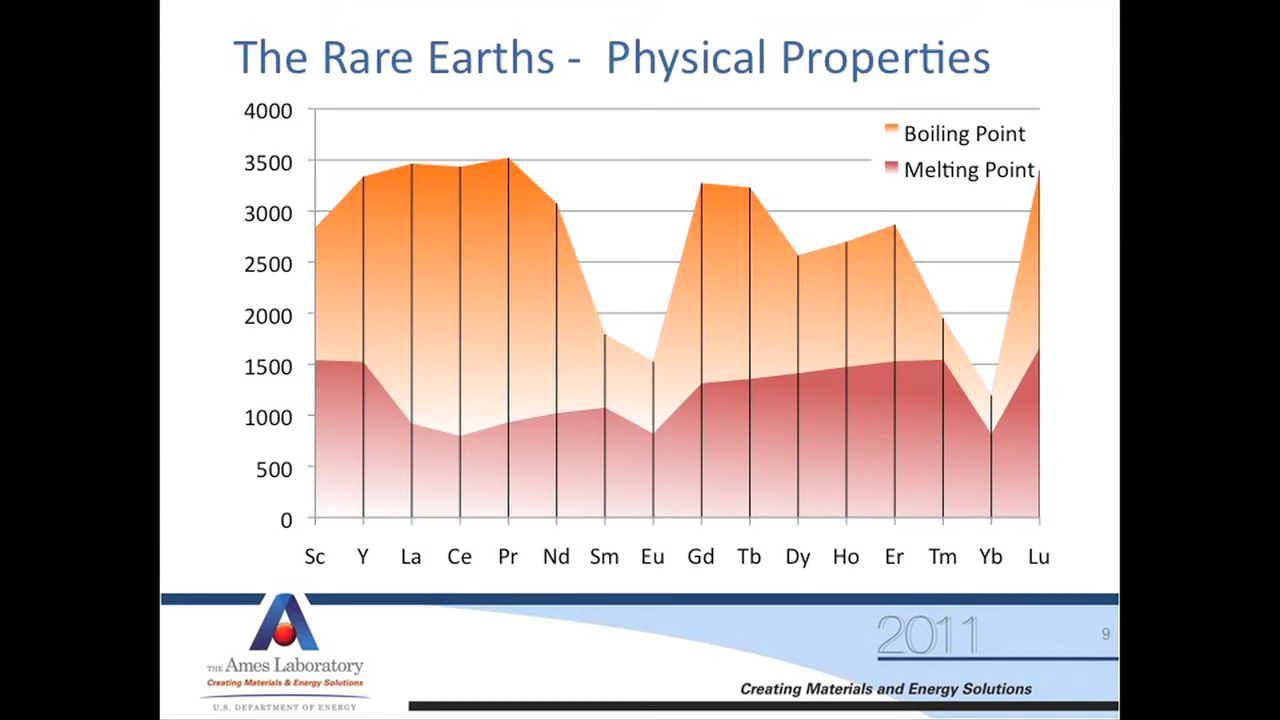 The Rare Earths - Physical Properties
4000
3500
3000
2500
2000
1500
1000
500
0
Boiling Point
Melting Point
Sc Y La Ce Pr Nd Sm Eu Gd Tb Dy Ho Er Tm Yb Lu
2011
9
THE Ames Laboratory
Creating Materials & Energy Solutions
U.S. DEPARTMENT OF ENERGY
Creating Materials and Energy Solutions